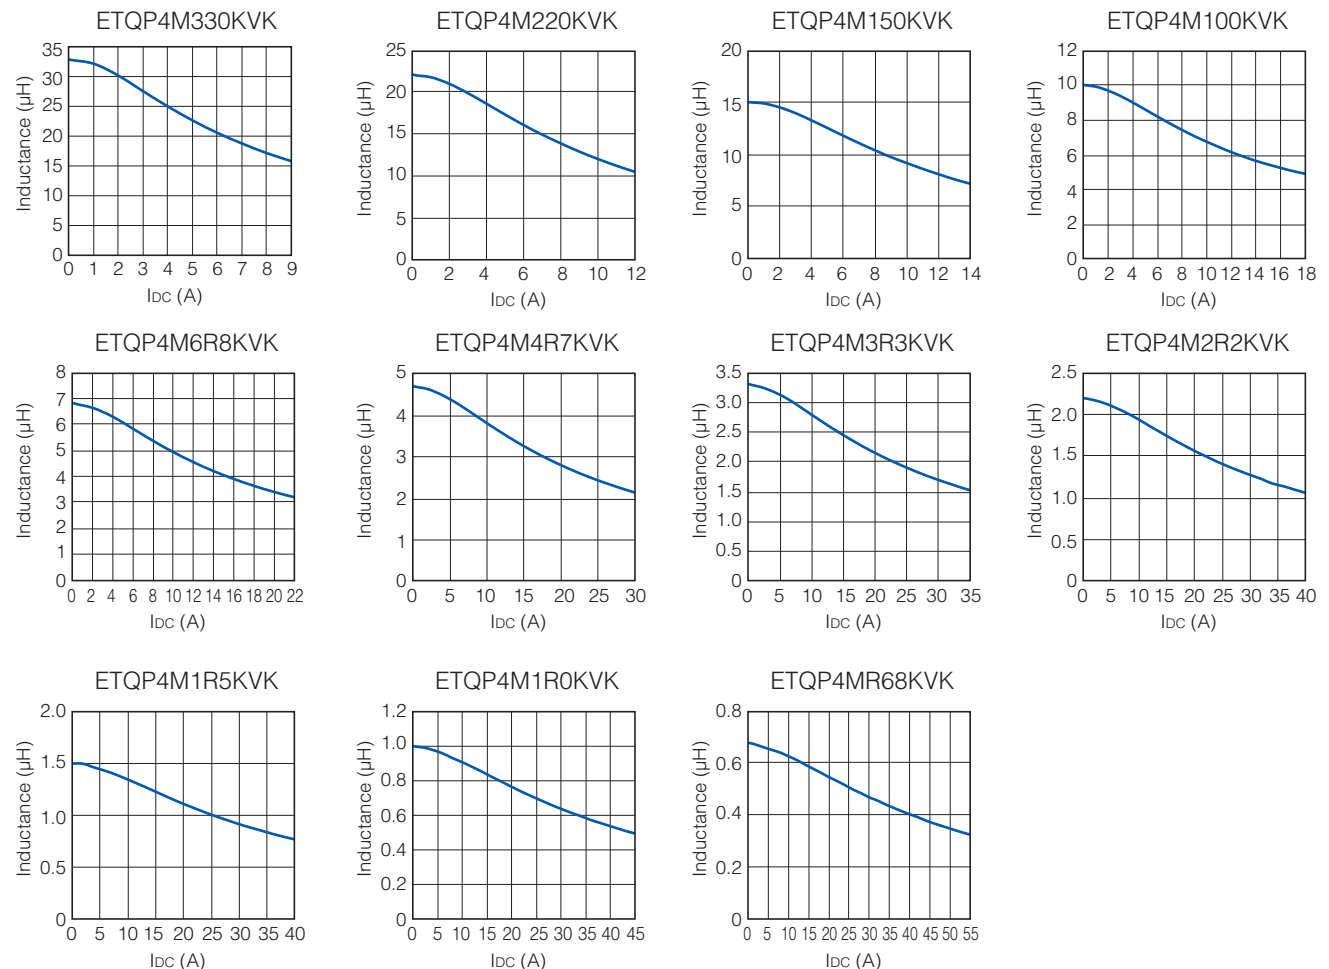 ETQP4M330KVK
Inductance (µH)
35
30
25
20
15
10
5
0
0 1 2 3 4 5 6 7 8 9
IDC (A)
ETQP4M220KVK
Inductance (µH)
25
20
15
10
5
0
0 2 4 6 8 10 12
IDC (A)
ETQP4M150KVK
Inductance (µH)
20
15
10
5
0
0 2 4 6 8 10 12 14
IDC (A)
ETQP4M100KVK
Inductance (µH)
12
10
8
6
4
2
0
0 2 4 6 8 10 12 14 16 18
IDC (A)
ETQP4M6R8KVK
Inductance (µH)
8
7
6
5
4
3
2
1
0
0 2 4 6 8 10 12 14 16 18 20 22
IDC (A)
ETQP4M4R7KVK
Inductance (µH)
5
4
3
2
1
0
0 5 10 15 20 25 30
IDC (A)
ETQP4M3R3KVK
Inductance (µH)
3.5
3.0
2.5
2.0
1.5
1.0
0.5
0
0 5 10 15 20 25 30 35
IDC (A)
ETQP4M2R2KVK
Inductance (µH)
2.5
2.0
1.5
1.0
0.5
0
0 5 10 15 20 25 30 35 40
IDC (A)
ETQP4M1R5KVK
Inductance (µH)
2.0
1.5
1.0
0.5
0
0 5 10 15 20 25 30 35 40
IDC (A)
ETQP4M1R0KVK
Inductance (µH)
1.2
1.0
0.8
0.6
0.4
0.2
0
0 5 10 15 20 25 30 35 40 45
IDC (A)
ETQP4MR68KVK
Inductance (µH)
0.8
0.6
0.4
0.2
0
0 5 10 15 20 25 30 35 40 45 50 55
IDC (A)